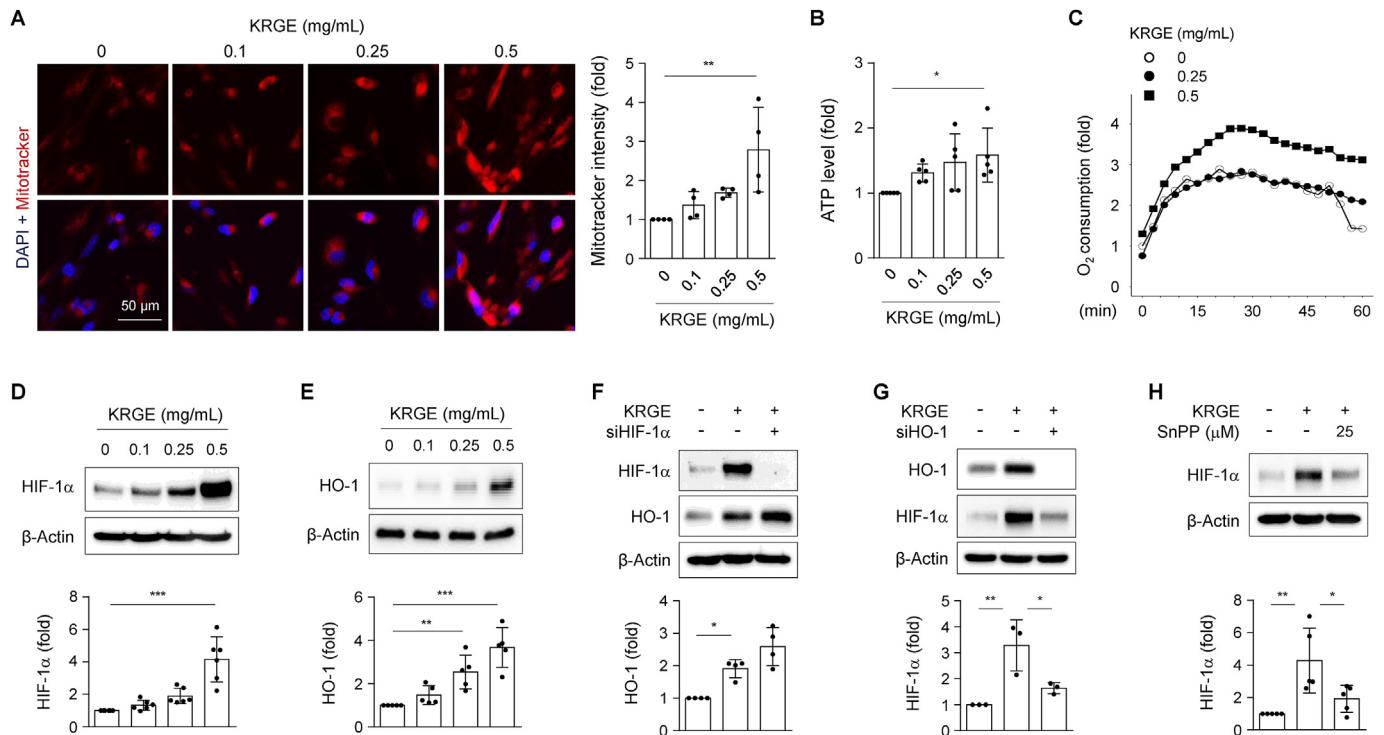 A
KRGE (mg/mL)
0 0.1 0.25 0.5
DAPI + Mitotracker
50 µm
Mitotracker intensity (fold)
5
4
3
2
1
0
**
0 0.1 0.25 0.5
KRGE (mg/mL)
B
ATP level (fold)
3
2
1
0
*
0 0.1 0.25 0.5
KRGE (mg/mL)
C
KRGE (mg/mL)
0
0.25
0.5
O2 consumption (fold)
4
3
2
1
0
(min) 0 15 30 45 60
D
KRGE (mg/mL)
0 0.1 0.25 0.5
HIF-1α
β-Actin
HIF-1α (fold)
8
6
4
2
0
***
E
KRGE (mg/mL)
0 0.1 0.25 0.5
HO-1
β-Actin
HO-1 (fold)
6
4
2
0
***
**
F
KRGE - + +
siHIF-1α - - +
HIF-1α
HO-1
β-Actin
HO-1 (fold)
4
3
2
1
0
*
G
KRGE - + +
siHO-1 - - +
HO-1
HIF-1α
β-Actin
HIF-1α (fold)
5
4
3
2
1
0
** *
H
KRGE - + +
SnPP (µM) - - 25
HIF-1α
β-Actin
HIF-1α (fold)
8
6
4
2
0
** *